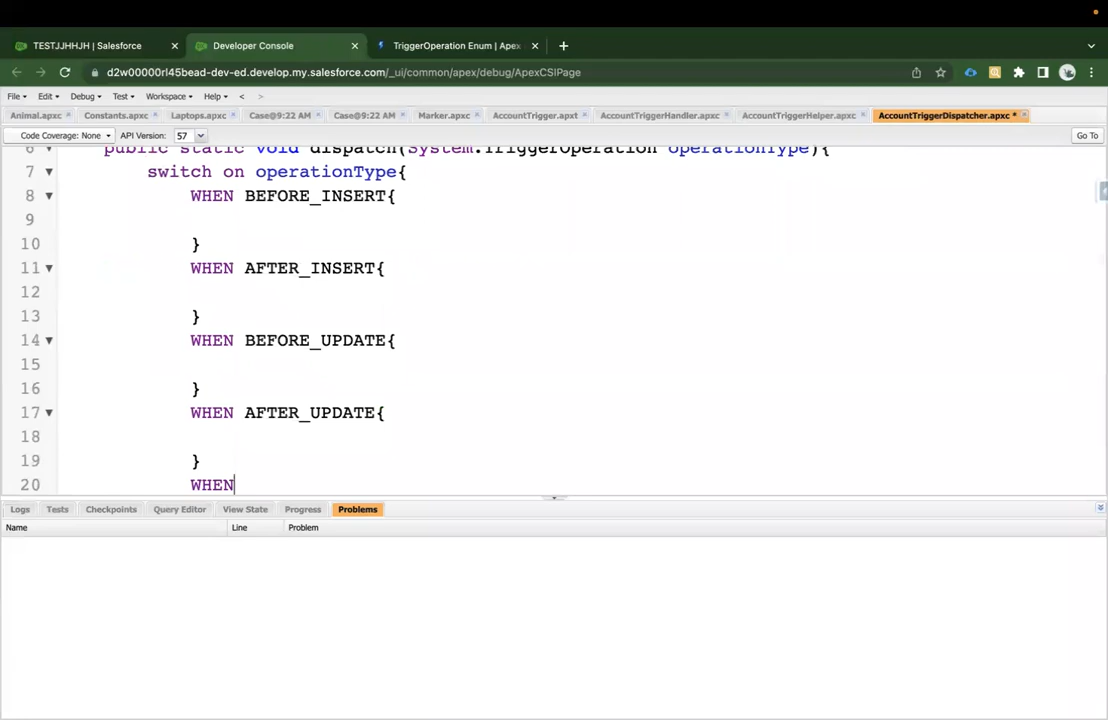 TESTJJHHJH | Salesforce
Developer Console
TriggerOperation Enum | Apex
d2w00000rl45bead-dev-ed.develop.my.salesforce.com/_ui/common/apex/debug/ApexCSIPage
File Edit Debug Test Workspace Help < >
Animal.apxc Constants.apxc Laptops.apxc Case@9:22 AM Case@9:22 AM Marker.apxc AccountTrigger.apxt AccountTriggerHandler.apxc AccountTriggerHelper.apxc AccountTriggerDispatcher.apxc *
Code Coverage: None API Version: 57 Go To
6 public static void dispatch(System.TriggerOperation operationType){
7 switch on operationType{
8 WHEN BEFORE_INSERT{
9
10 }
11 WHEN AFTER_INSERT{
12
13 }
14 WHEN BEFORE_UPDATE{
15
16 }
17 WHEN AFTER_UPDATE{
18
19 }
20 WHEN
Logs Tests Checkpoints Query Editor View State Progress Problems
Name Line Problem